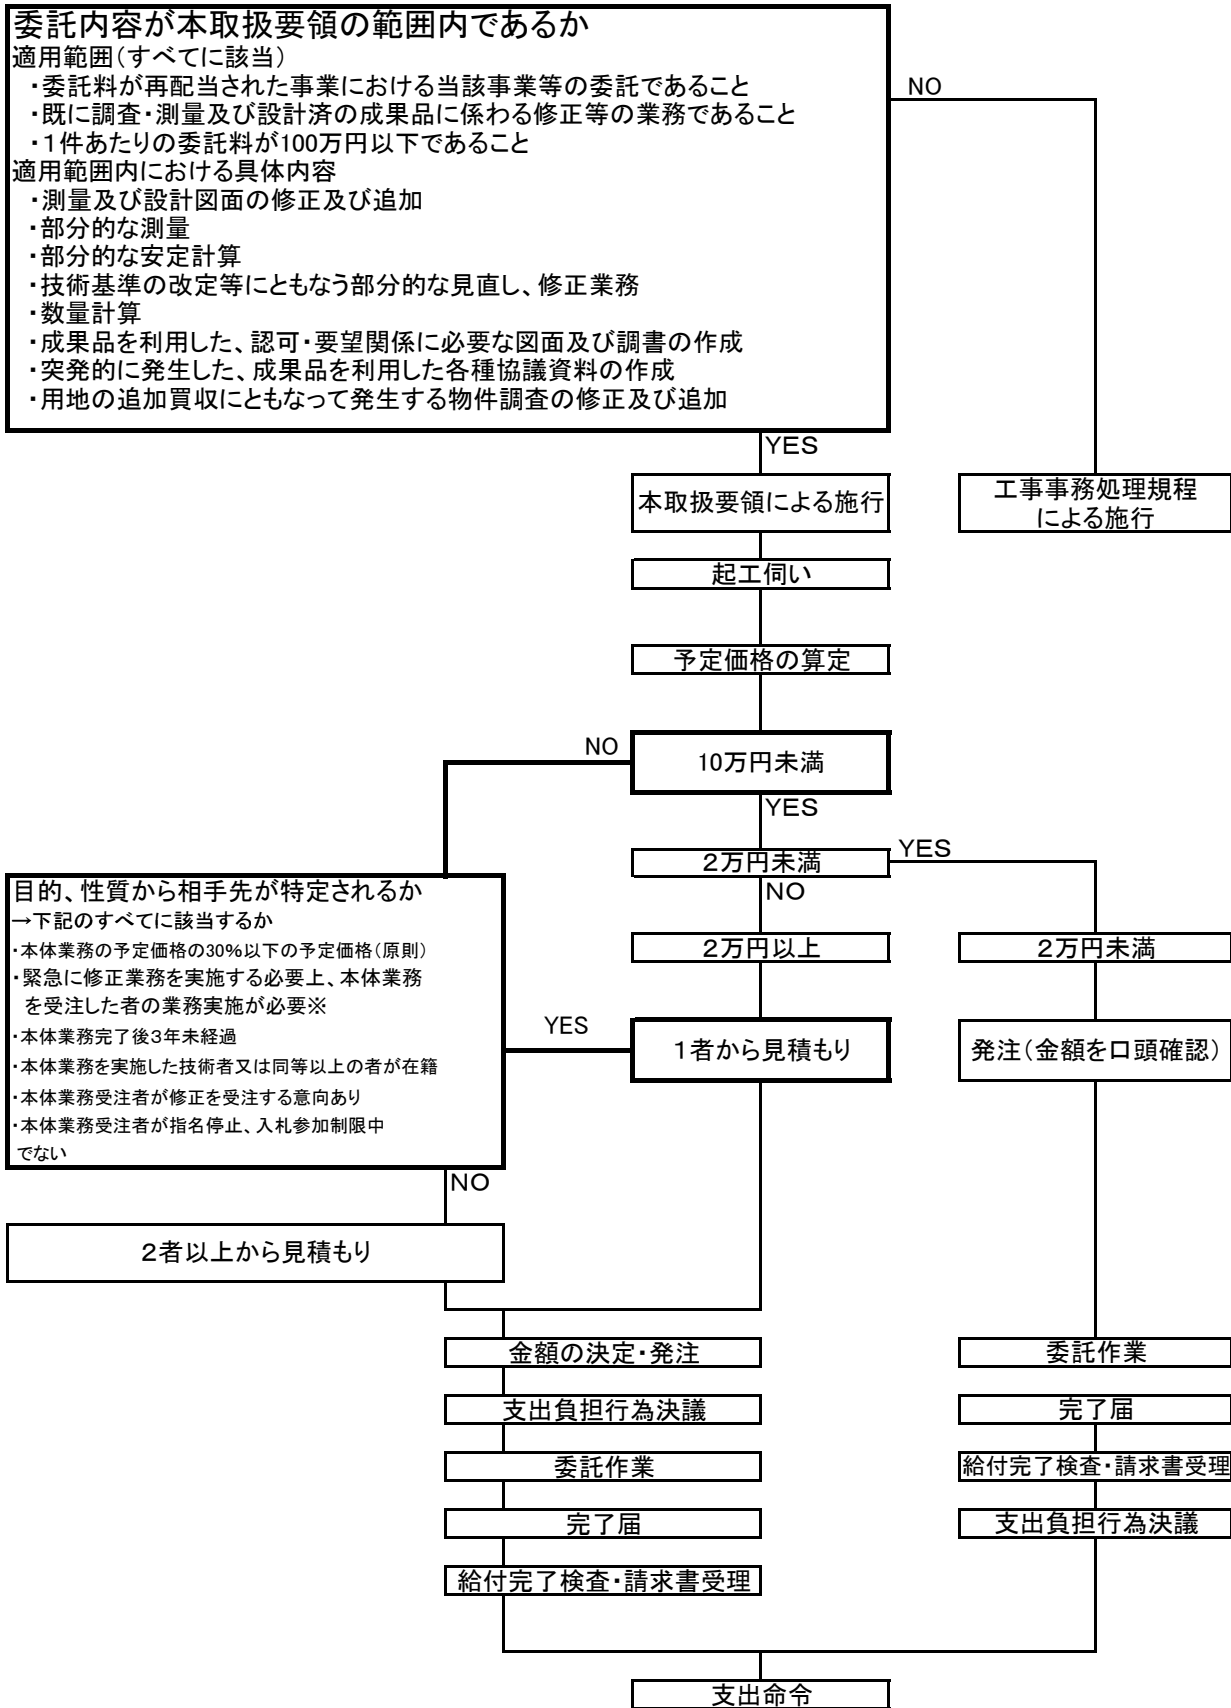 委託内容が本取扱要領の範囲内であるか
適用範囲(すべてに該当)
・委託料が再配当された事業における当該事業等の委託であること
・既に調査・測量及び設計済の成果品に係わる修正等の業務であること
・１件あたりの委託料が100万円以下であること
適用範囲内における具体内容
・測量及び設計図面の修正及び追加
・部分的な測量
・部分的な安定計算
・技術基準の改定等にともなう部分的な見直し、修正業務
・数量計算
・成果品を利用した、認可・要望関係に必要な図面及び調書の作成
・突発的に発生した、成果品を利用した各種協議資料の作成
・用地の追加買収にともなって発生する物件調査の修正及び追加
NO
YES
本取扱要領による施行
工事事務処理規程
による施行
起工伺い
予定価格の算定
NO
10万円未満
YES
２万円未満
YES
NO
目的、性質から相手先が特定されるか
→下記のすべてに該当するか
・本体業務の予定価格の30%以下の予定価格(原則)
・緊急に修正業務を実施する必要上、本体業務
を受注した者の業務実施が必要※
・本体業務完了後3年未経過
・本体業務を実施した技術者又は同等以上の者が在籍
・本体業務受注者が修正を受注する意向あり
・本体業務受注者が指名停止、入札参加制限中
でない
２万円以上
２万円未満
YES
１者から見積もり
発注(金額を口頭確認)
NO
２者以上から見積もり
金額の決定・発注
委託作業
支出負担行為決議
完了届
委託作業
給付完了検査・請求書受理
完了届
支出負担行為決議
給付完了検査・請求書受理
支出命令